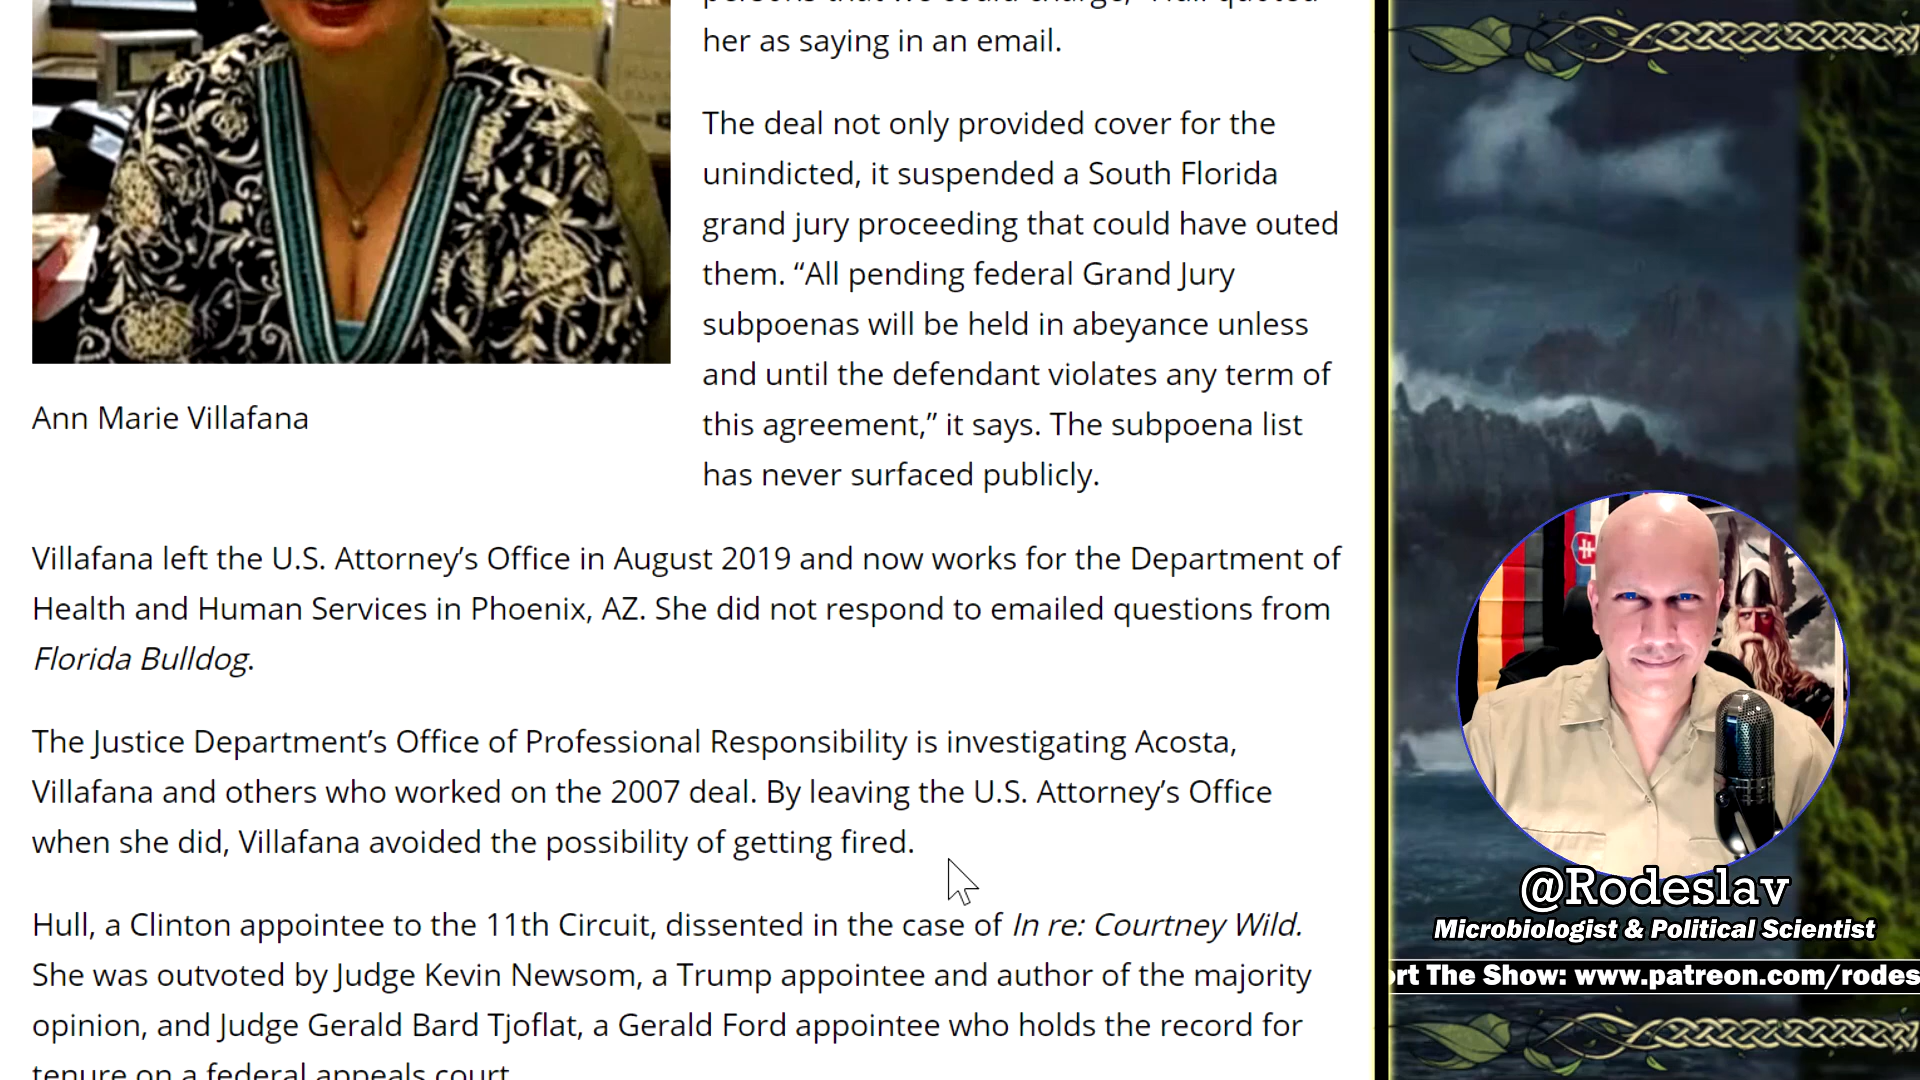 her as saying in an email.
The deal not only provided cover for the
unindicted, it suspended a South Florida
grand jury proceeding that could have outed
them. “All pending federal Grand Jury
subpoenas will be held in abeyance unless
and until the defendant violates any term of
this agreement,” it says. The subpoena list
has never surfaced publicly.
Ann Marie Villafana
Villafana left the U.S. Attorney’s Office in August 2019 and now works for the Department of
Health and Human Services in Phoenix, AZ. She did not respond to emailed questions from
Florida Bulldog.
The Justice Department’s Office of Professional Responsibility is investigating Acosta,
Villafana and others who worked on the 2007 deal. By leaving the U.S. Attorney’s Office
when she did, Villafana avoided the possibility of getting fired.
Hull, a Clinton appointee to the 11th Circuit, dissented in the case of In re: Courtney Wild.
She was outvoted by Judge Kevin Newsom, a Trump appointee and author of the majority
opinion, and Judge Gerald Bard Tjoflat, a Gerald Ford appointee who holds the record for
tenure on a federal appeals court.
@Rodeslav
Microbiologist & Political Scientist
rt The Show: www.patreon.com/rodes